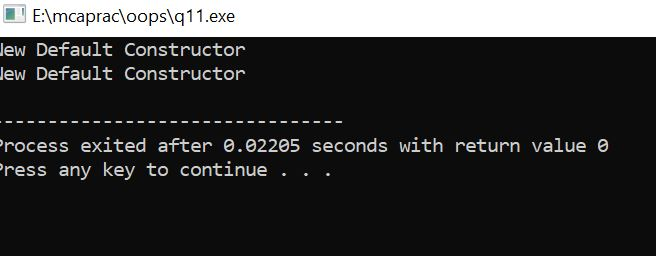 E:\mcaprac\oops\q11.exe
New Default Constructor
New Default Constructor
--------------------------------
Process exited after 0.02205 seconds with return value 0
Press any key to continue . . .